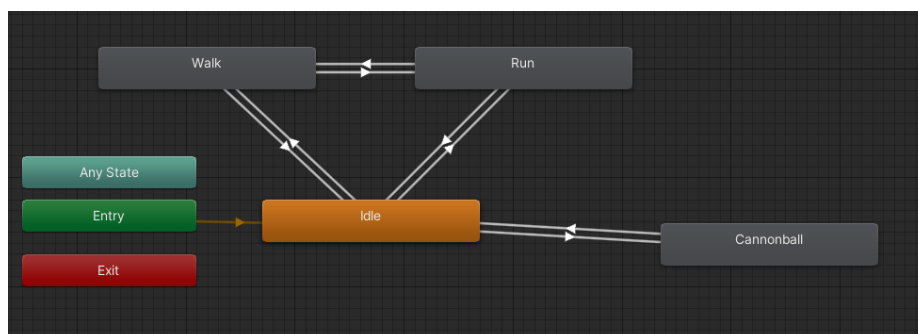 Walk
Run
Any State
Entry
Idle
Cannonball
Exit